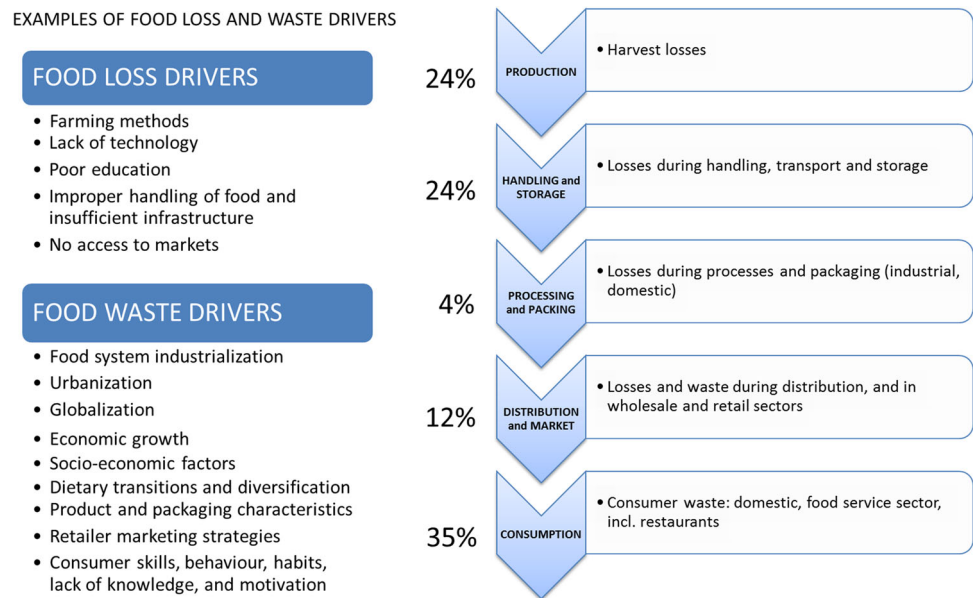 EXAMPLES OF FOOD LOSS AND WASTE DRIVERS
FOOD LOSS DRIVERS
• Farming methods
• Lack of technology
• Poor education
• Improper handling of food and
insufficient infrastructure
• No access to markets
FOOD WASTE DRIVERS
• Food system industrialization
• Urbanization
• Globalization
• Economic growth
• Socio-economic factors
• Dietary transitions and diversification
• Product and packaging characteristics
• Retailer marketing strategies
• Consumer skills, behaviour, habits,
lack of knowledge, and motivation
24%
PRODUCTION
• Harvest losses
24%
HANDLING and
STORAGE
• Losses during handling, transport and storage
4%
PROCESSING
and PACKING
• Losses during processes and packaging (industrial,
domestic)
12%
DISTRIBUTION
and MARKET
• Losses and waste during distribution, and in
wholesale and retail sectors
35%
CONSUMPTION
• Consumer waste: domestic, food service sector,
incl. restaurants